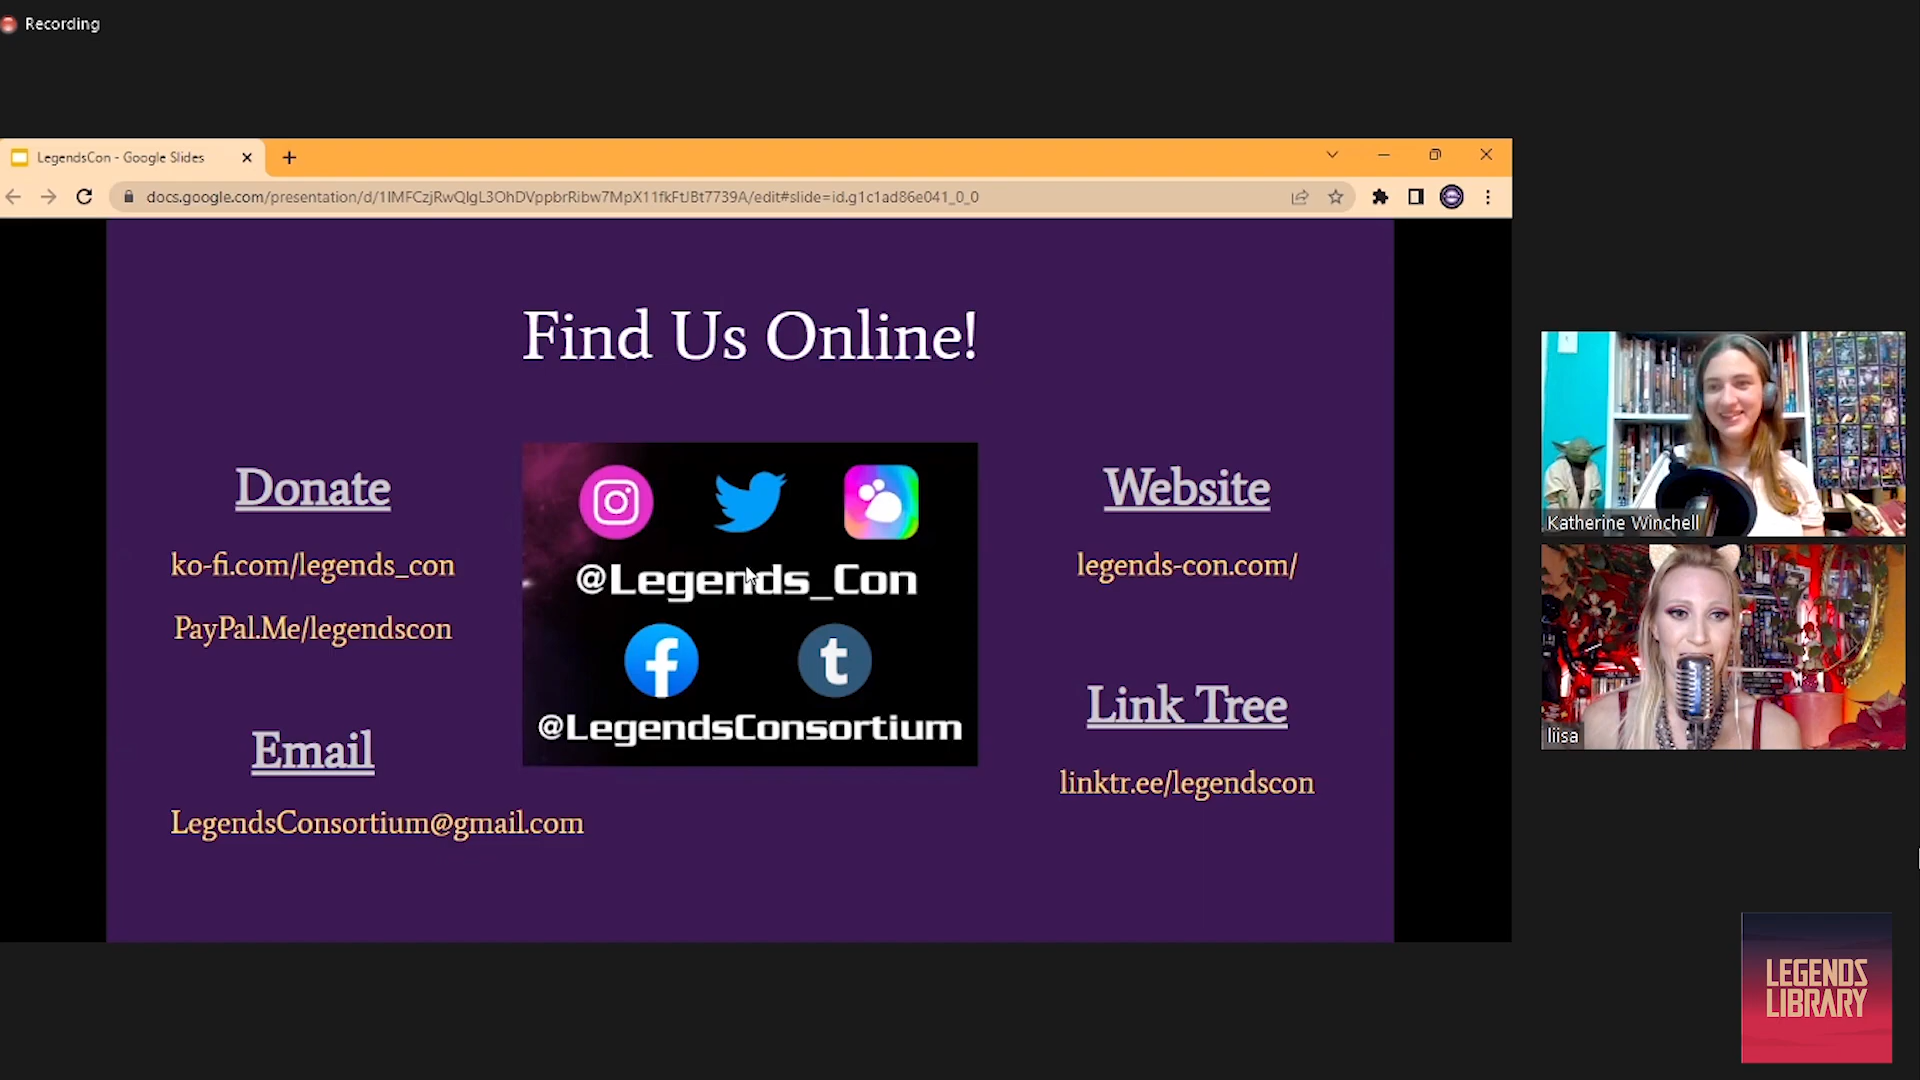 Recording
LegendsCon - Google Slides
docs.google.com/presentation/d/1IMFCzjRwQIgL3OhDVppbrRibw7MpX11fkFtJBt7739A/edit#slide=id.g1c1ad86e041_0_0
Find Us Online!
Donate
ko-fi.com/legends_con
PayPal.Me/legendscon
Email
LegendsConsortium@gmail.com
@Legends_Con
t
@LegendsConsortium
Website
legends-con.com/
Link Tree
linktr.ee/legendscon
Katherine Winchell
liisa
LEGENDS
LIBRARY